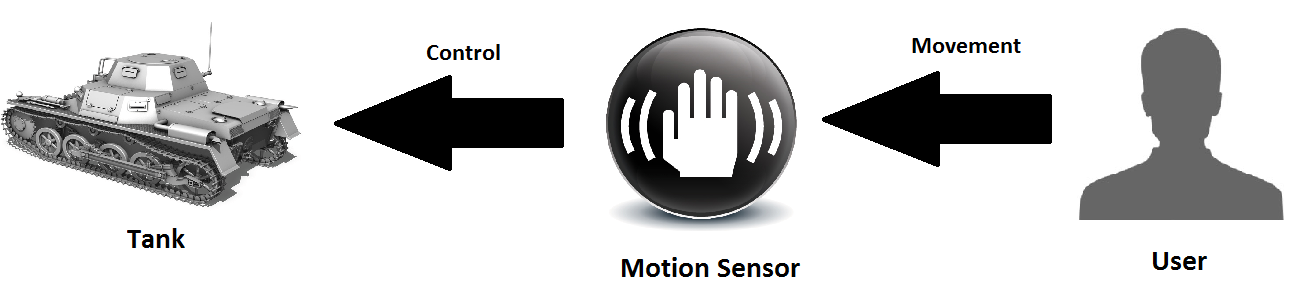 Control
Movement
Tank
Motion Sensor
User